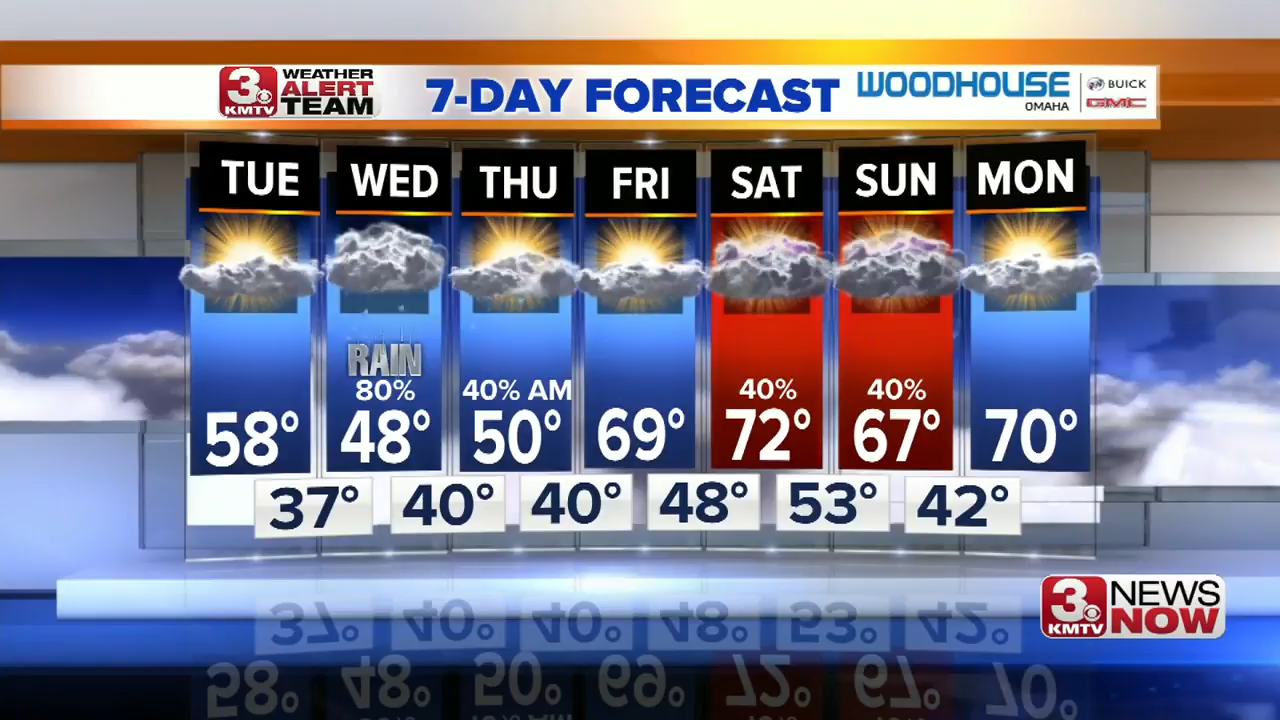 3
KMTV
WEATHER
ALERT
TEAM
7-DAY FORECAST
WOODHOUSE
OMAHA
BUICK
GMC
TUE WED THU FRI SAT SUN MON
RAIN
80% 40% AM 40% 40%
58° 48° 50° 69° 72° 67° 70°
37° 40° 40° 48° 53° 42°
3
KMTV
NEWS
NOW